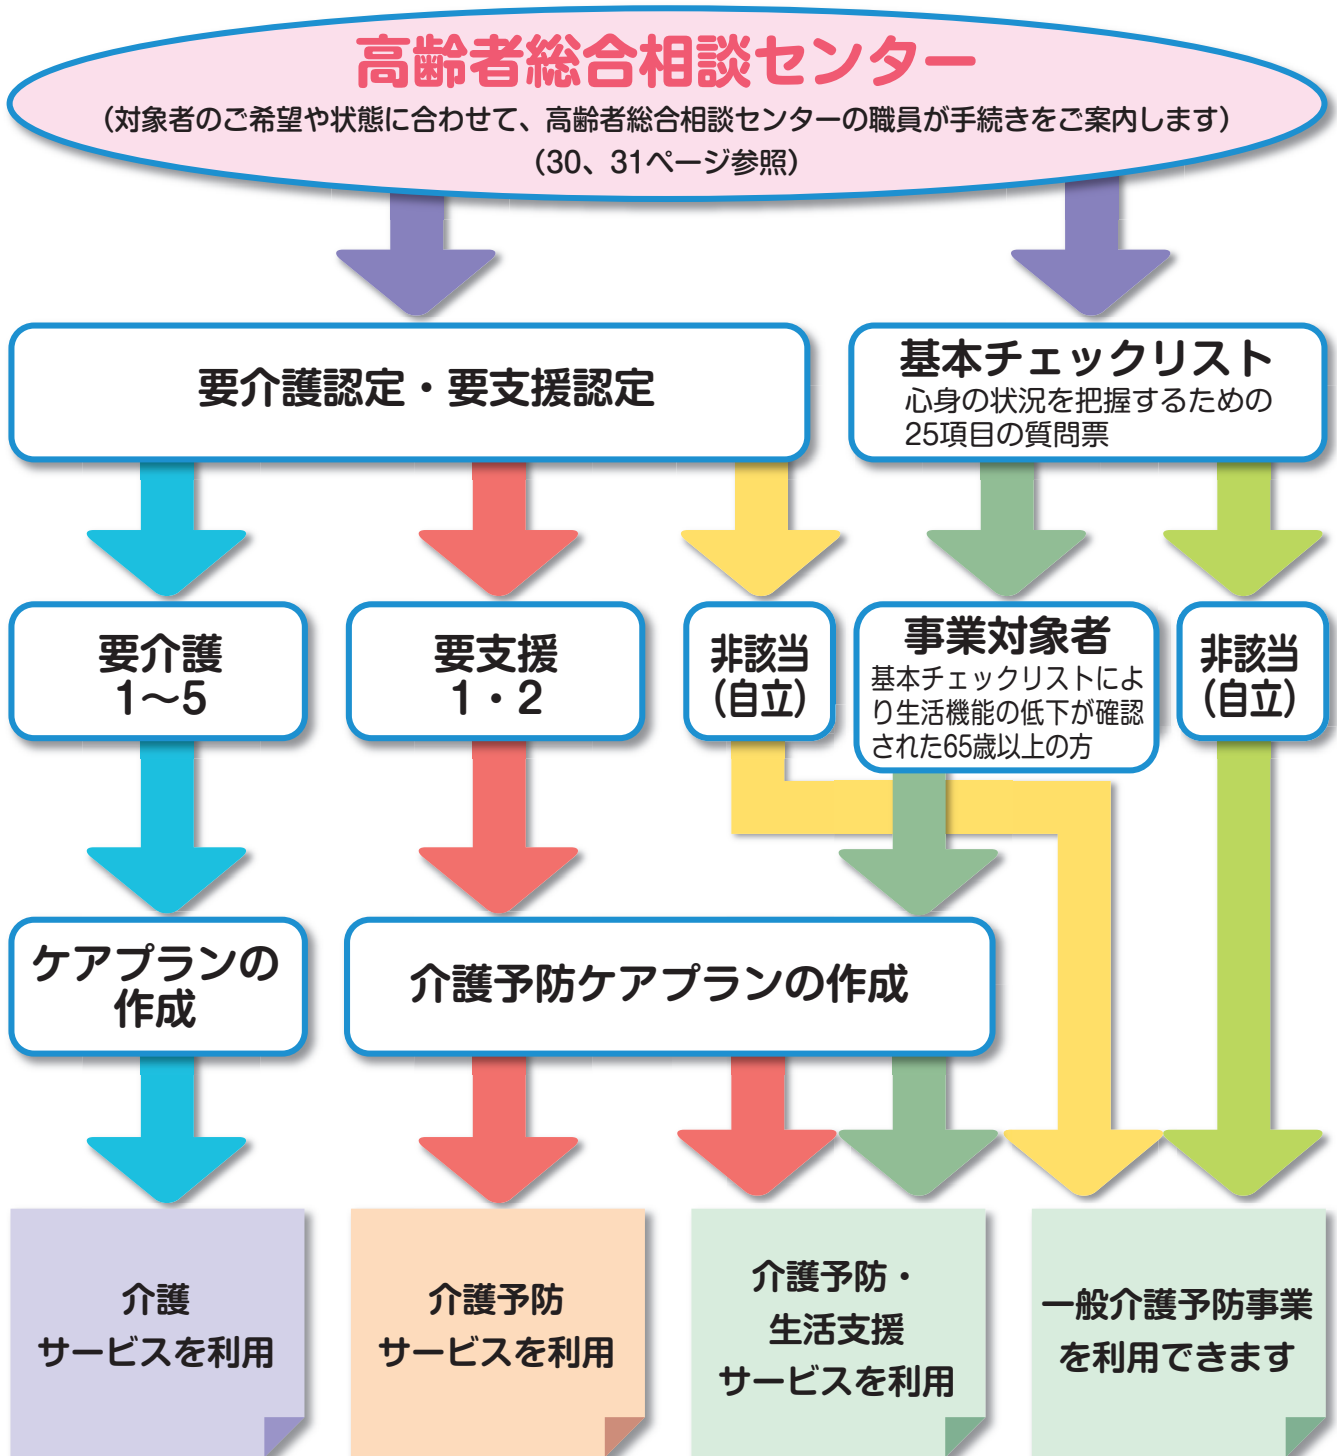 高齢者総合相談センター
(対象者のご希望や状態に合わせて、高齢者総合相談センターの職員が手続きをご案内します)
(30、31ページ参照)
要介護認定・要支援認定
基本チェックリスト
心身の状況を把握するための
25項目の質問票
要介護
1～5
要支援
1・2
非該当
(自立)
事業対象者
基本チェックリストによ
り生活機能の低下が確認
された65歳以上の方
非該当
(自立)
ケアプランの
作成
介護予防ケアプランの作成
介護
サービスを利用
介護予防
サービスを利用
介護予防・
生活支援
サービスを利用
一般介護予防事業
を利用できます